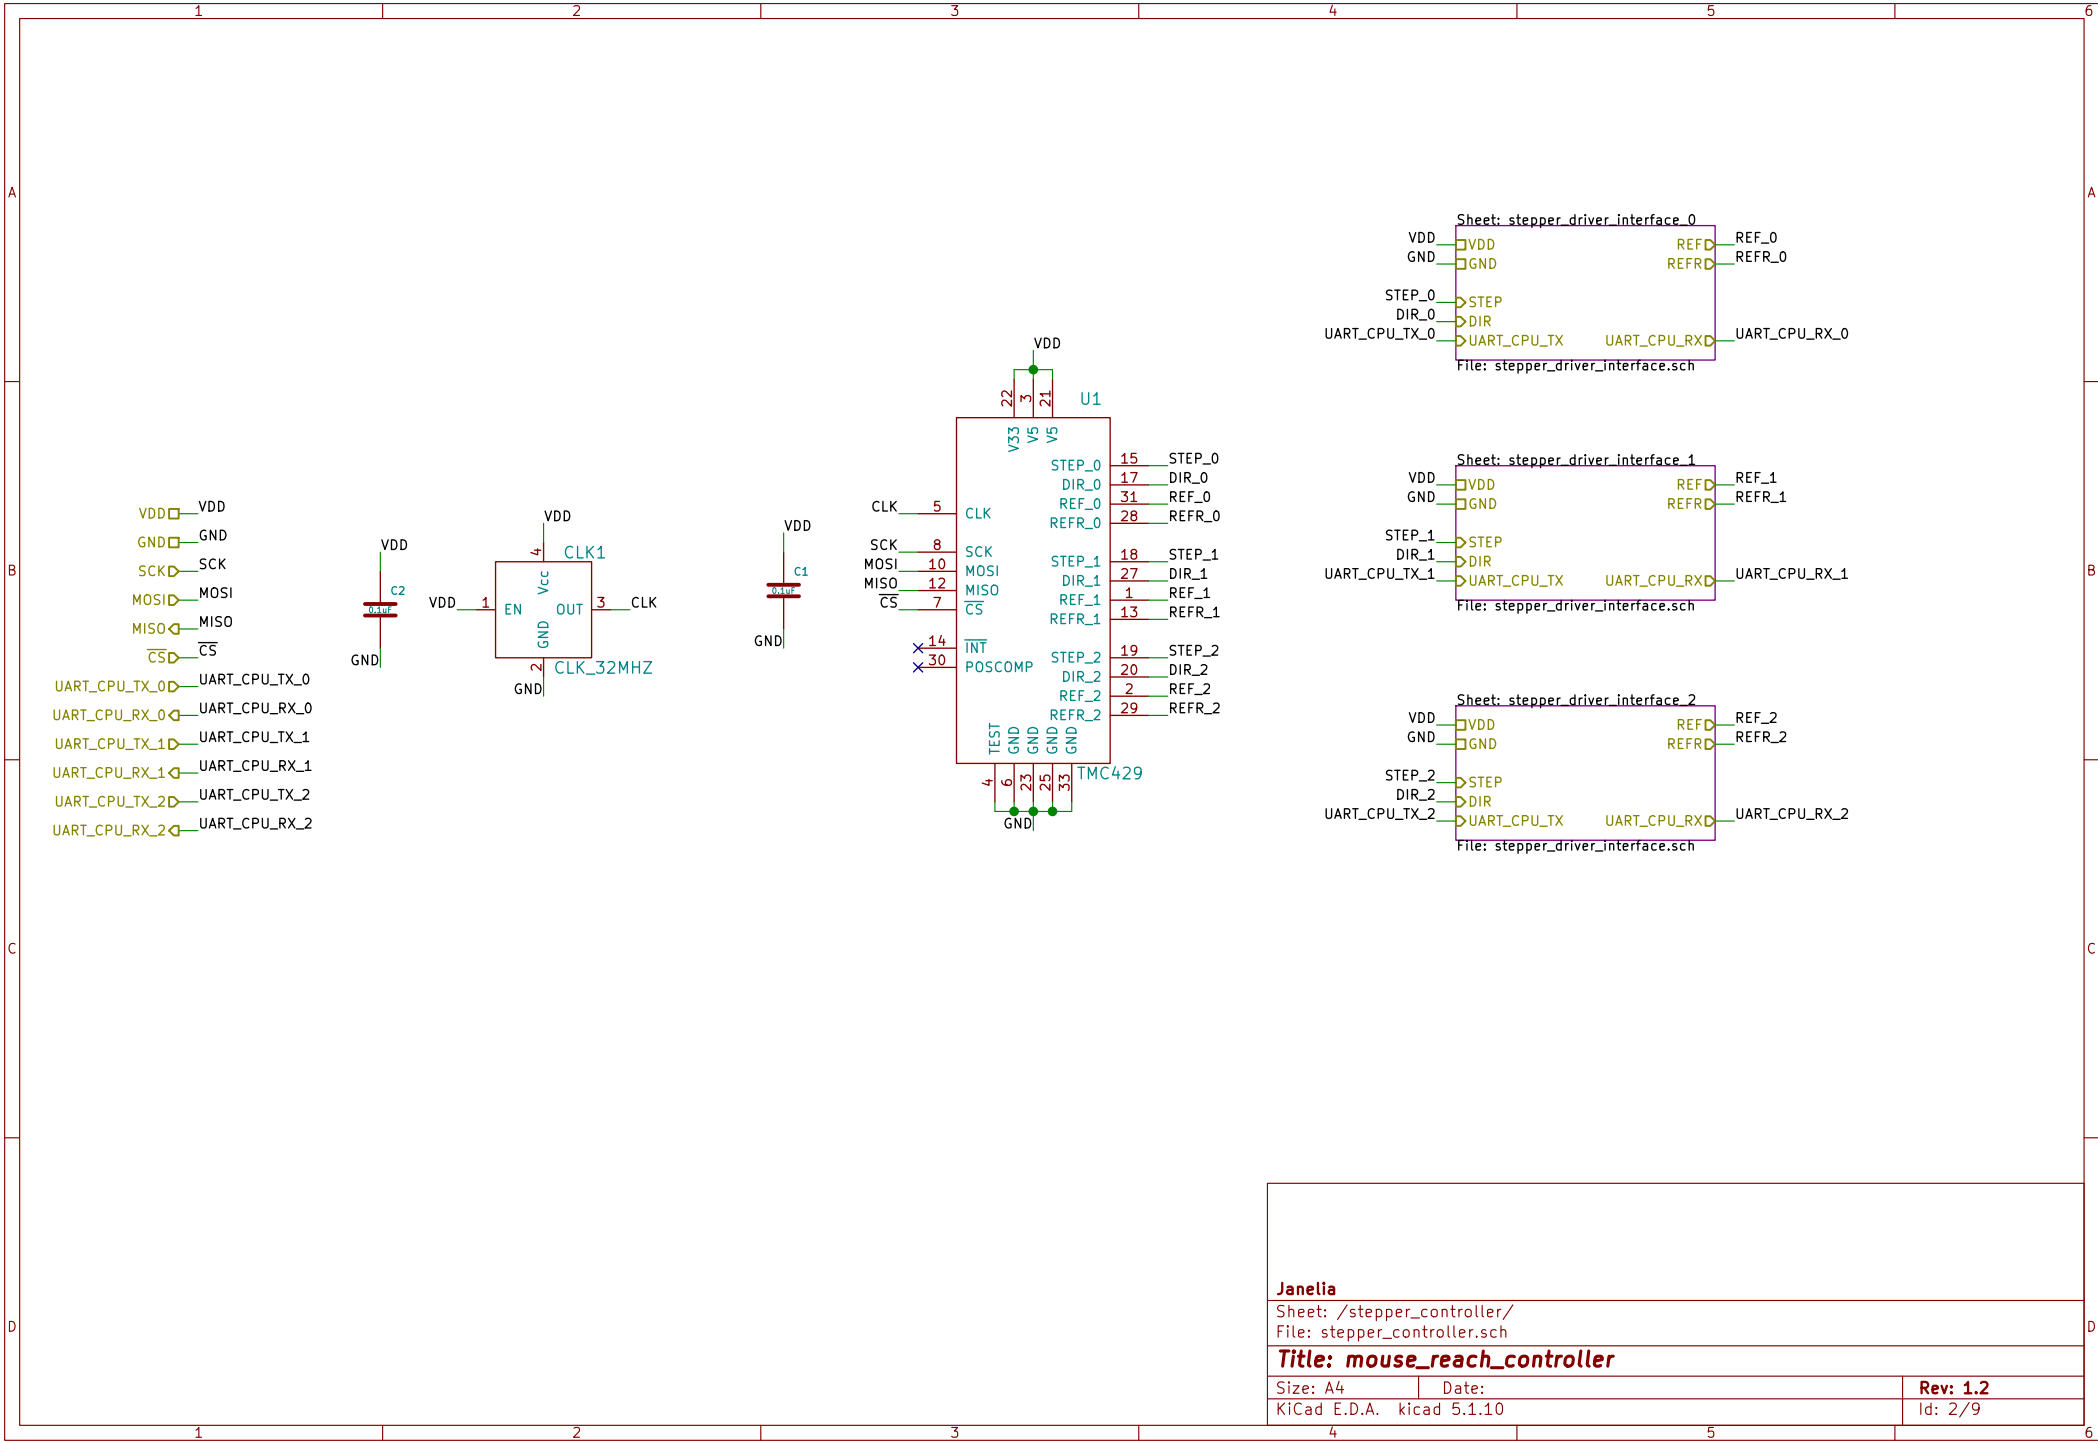 1 2 3 4 5 6
A A
B B
C C
D D
VDD VDD
GND GND
SCK SCK
MOSI MOSI
MISO MISO
CS CS
UART_CPU_TX_0 UART_CPU_TX_0
UART_CPU_RX_0 UART_CPU_RX_0
UART_CPU_TX_1 UART_CPU_TX_1
UART_CPU_RX_1 UART_CPU_RX_1
UART_CPU_TX_2 UART_CPU_TX_2
UART_CPU_RX_2 UART_CPU_RX_2
VDD
C2
0.1uF
GND
VDD
4 CLK1
Vcc
VDD 1 EN OUT 3 CLK
GND
2 CLK_32MHZ
GND
VDD
C1
0.1uF
GND
VDD
22 3 21 U1
V33 V5 V5
CLK 5 CLK
SCK 8 SCK
MOSI 10 MOSI
MISO 12 MISO
CS 7 CS
14 INT
30 POSCOMP
STEP_0 15 STEP_0
DIR_0 17 DIR_0
REF_0 31 REF_0
REFR_0 28 REFR_0
STEP_1 18 STEP_1
DIR_1 27 DIR_1
REF_1 1 REF_1
REFR_1 13 REFR_1
STEP_2 19 STEP_2
DIR_2 20 DIR_2
REF_2 2 REF_2
REFR_2 29 REFR_2
TEST GND GND GND GND
4 6 23 25 33 TMC429
GND
Sheet: stepper_driver_interface_0
VDD VDD REF REF_0
GND GND REFR REFR_0
STEP_0 STEP
DIR_0 DIR
UART_CPU_TX_0 UART_CPU_TX UART_CPU_RX UART_CPU_RX_0
File: stepper_driver_interface.sch
Sheet: stepper_driver_interface_1
VDD VDD REF REF_1
GND GND REFR REFR_1
STEP_1 STEP
DIR_1 DIR
UART_CPU_TX_1 UART_CPU_TX UART_CPU_RX UART_CPU_RX_1
File: stepper_driver_interface.sch
Sheet: stepper_driver_interface_2
VDD VDD REF REF_2
GND GND REFR REFR_2
STEP_2 STEP
DIR_2 DIR
UART_CPU_TX_2 UART_CPU_TX UART_CPU_RX UART_CPU_RX_2
File: stepper_driver_interface.sch
Janelia
Sheet: /stepper_controller/
File: stepper_controller.sch
Title: mouse_reach_controller
Size: A4 Date: Rev: 1.2
KiCad E.D.A. kicad 5.1.10 Id: 2/9
1 2 3 4 5 6